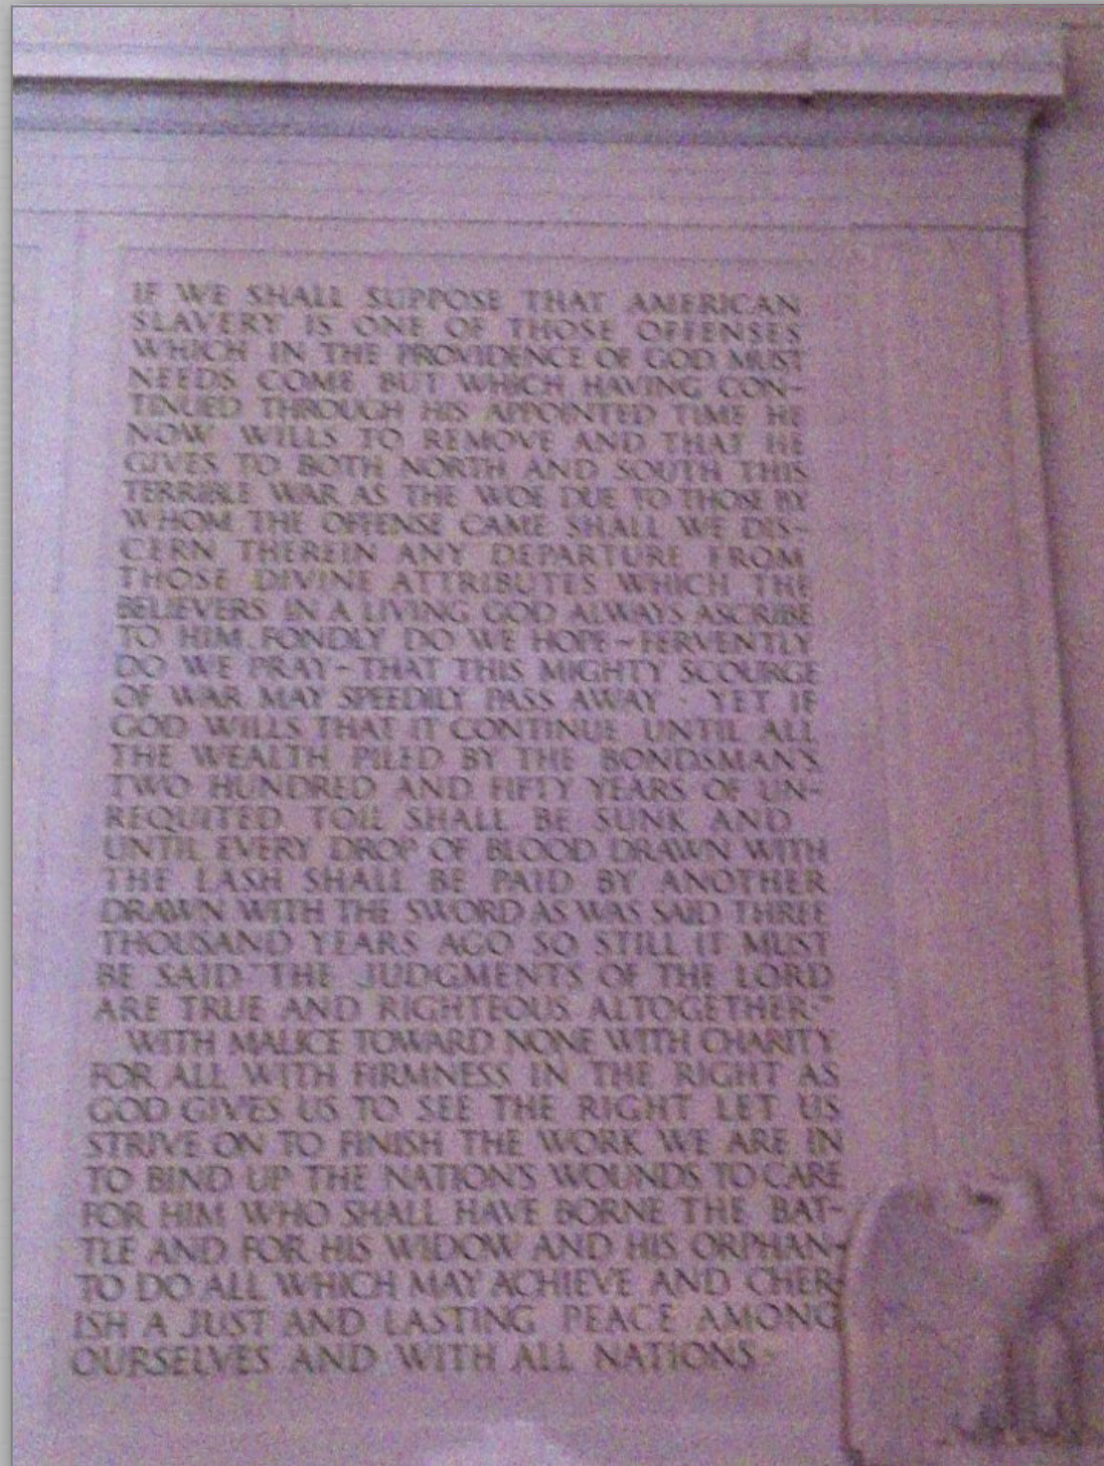 IF WE SHALL SUPPOSE THAT AMERICAN
SLAVERY IS ONE OF THOSE OFFENSES
WHICH IN THE PROVIDENCE OF GOD MUST
NEEDS COME BUT WHICH HAVING CON-
TINUED THROUGH HIS APPOINTED TIME HE
NOW WILLS TO REMOVE AND THAT HE
GIVES TO BOTH NORTH AND SOUTH THIS
TERRIBLE WAR AS THE WOE DUE TO THOSE BY
WHOM THE OFFENSE CAME SHALL WE DIS-
CERN THEREIN ANY DEPARTURE FROM
THOSE DIVINE ATTRIBUTES WHICH THE
BELIEVERS IN A LIVING GOD ALWAYS ASCRIBE
TO HIM. FONDLY DO WE HOPE~FERVENTLY
DO WE PRAY~THAT THIS MIGHTY SCOURGE
OF WAR MAY SPEEDILY PASS AWAY · YET IF
GOD WILLS THAT IT CONTINUE UNTIL ALL
THE WEALTH PILED BY THE BONDSMAN'S
TWO HUNDRED AND FIFTY YEARS OF UN-
REQUITED TOIL SHALL BE SUNK AND
UNTIL EVERY DROP OF BLOOD DRAWN WITH
THE LASH SHALL BE PAID BY ANOTHER
DRAWN WITH THE SWORD AS WAS SAID THREE
THOUSAND YEARS AGO SO STILL IT MUST
BE SAID "THE JUDGMENTS OF THE LORD
ARE TRUE AND RIGHTEOUS ALTOGETHER·"
WITH MALICE TOWARD NONE WITH CHARITY
FOR ALL WITH FIRMNESS IN THE RIGHT AS
GOD GIVES US TO SEE THE RIGHT LET US
STRIVE ON TO FINISH THE WORK WE ARE IN
TO BIND UP THE NATION'S WOUNDS TO CARE
FOR HIM WHO SHALL HAVE BORNE THE BAT-
TLE AND FOR HIS WIDOW AND HIS ORPHAN~
TO DO ALL WHICH MAY ACHIEVE AND CHER-
ISH A JUST AND LASTING PEACE AMONG
OURSELVES AND WITH ALL NATIONS·